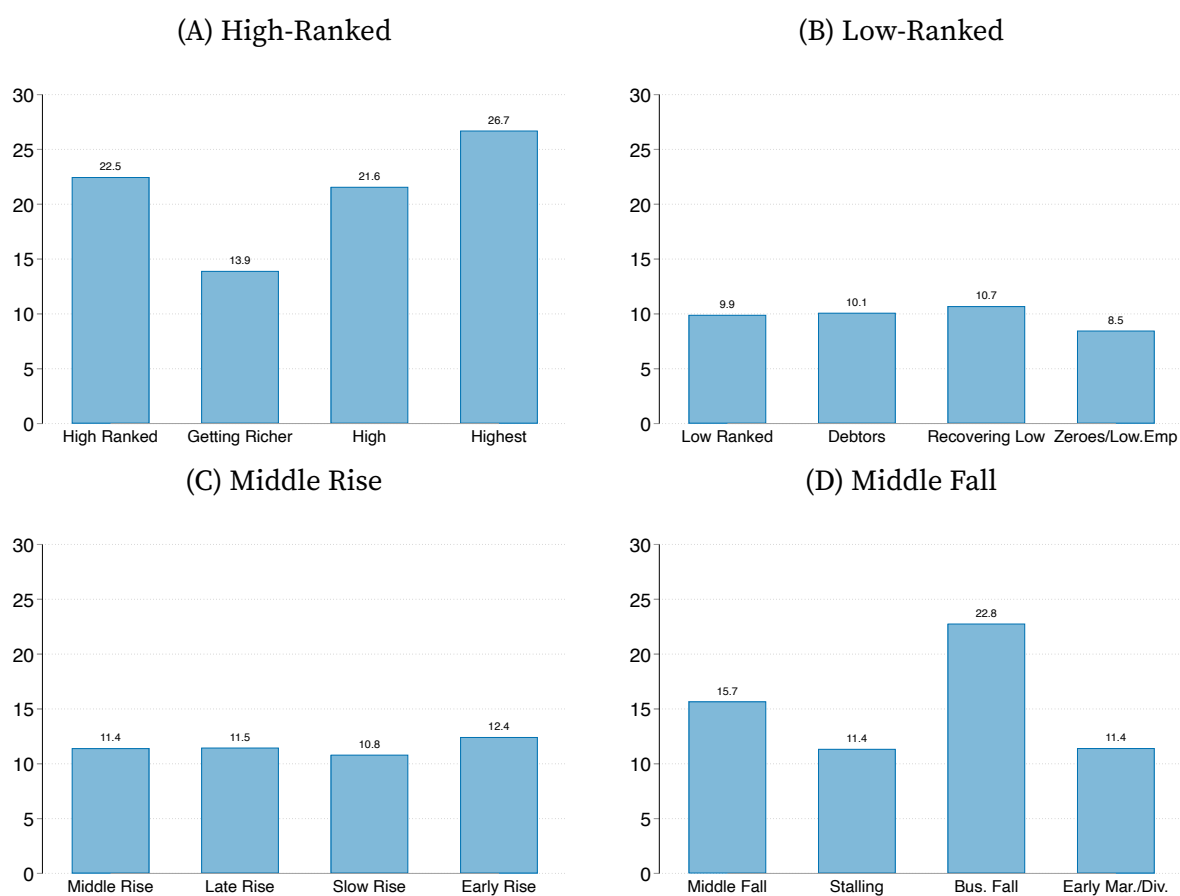 (A) High-Ranked
30
25
20
15
10
5
0
22.5
13.9
21.6
26.7
High Ranked
Getting Richer
High
Highest
(B) Low-Ranked
30
25
20
15
10
5
0
9.9
10.1
10.7
8.5
Low Ranked
Debtors
Recovering Low
Zeroes/Low.Emp
(C) Middle Rise
30
25
20
15
10
5
0
11.4
11.5
10.8
12.4
Middle Rise
Late Rise
Slow Rise
Early Rise
(D) Middle Fall
30
25
20
15
10
5
0
15.7
11.4
22.8
11.4
Middle Fall
Stalling
Bus. Fall
Early Mar./Div.